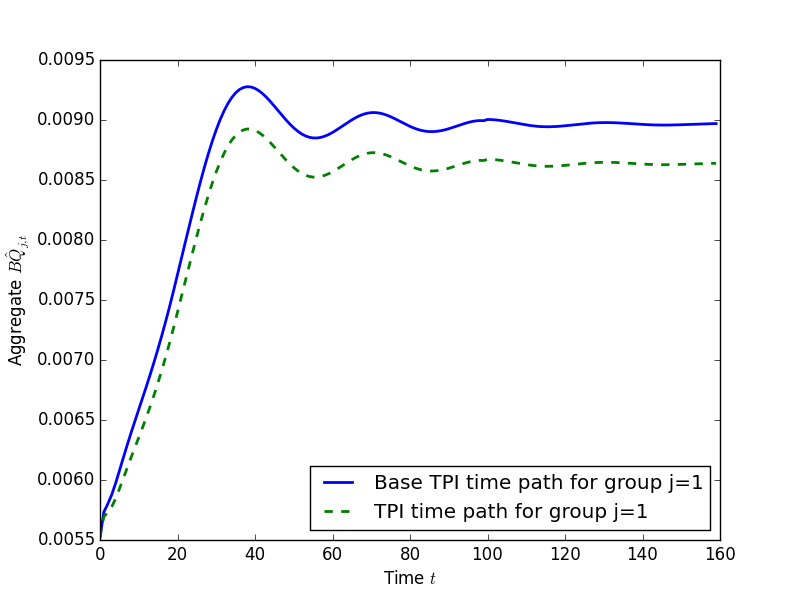 0.0095
0.0090
0.0085
0.0080
0.0075
0.0070
0.0065
0.0060
0.0055
Aggregate $\hat{BQ}_{j,t}$
Base TPI time path for group j=1
TPI time path for group j=1
0 20 40 60 80 100 120 140 160
Time t